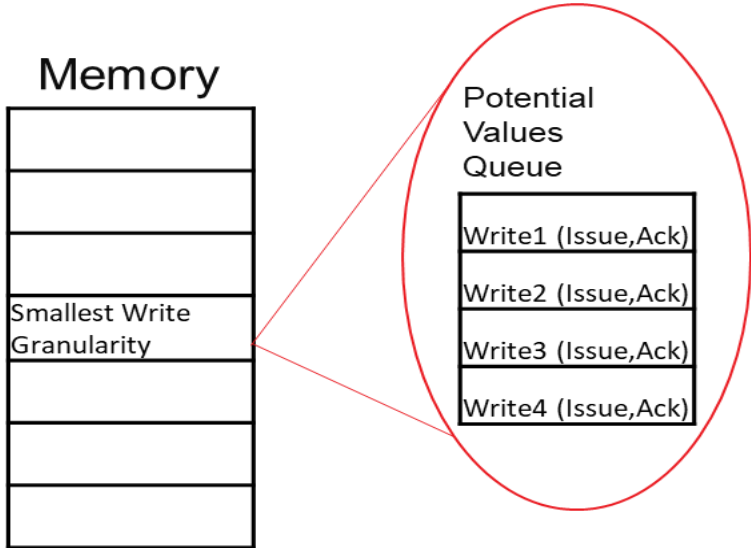 Memory
Smallest Write
Granularity
Potential
Values
Queue
Write1 (Issue,Ack)
Write2 (Issue,Ack)
Write3 (Issue,Ack)
Write4 (Issue,Ack)